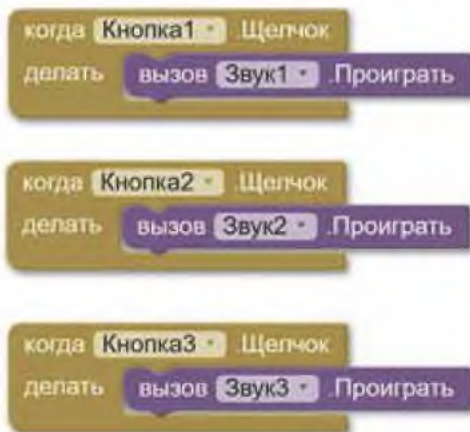 когда Кнопка1 .Щелчок
делать вызов Звук1 .Проиграть
когда Кнопка2 .Щелчок
делать вызов Звук2 .Проиграть
когда Кнопка3 .Щелчок
делать вызов Звук3 .Проиграть